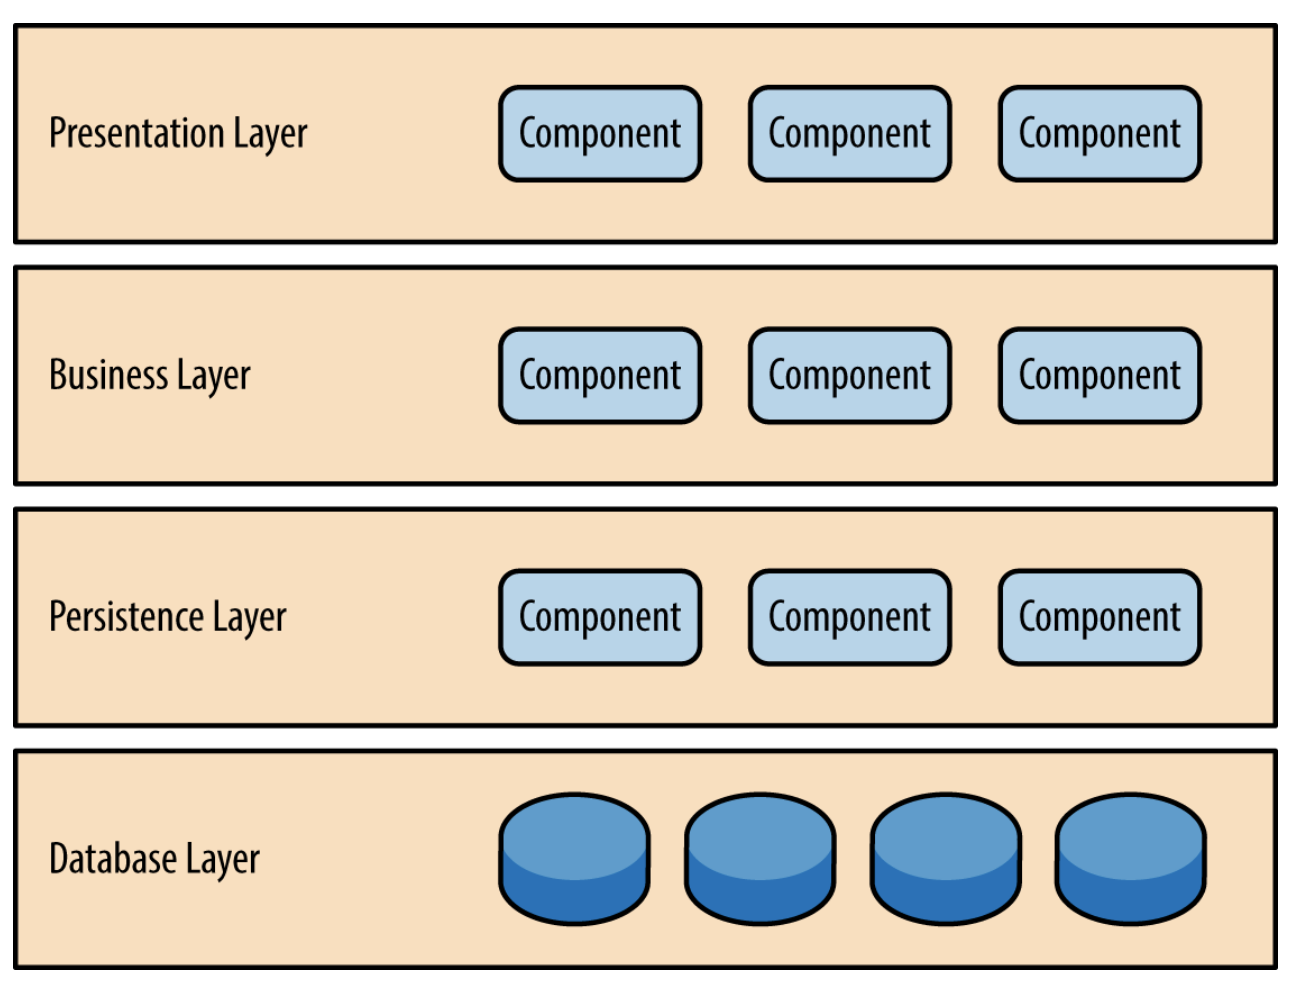 Presentation Layer
Component
Component
Component
Business Layer
Component
Component
Component
Persistence Layer
Component
Component
Component
Database Layer